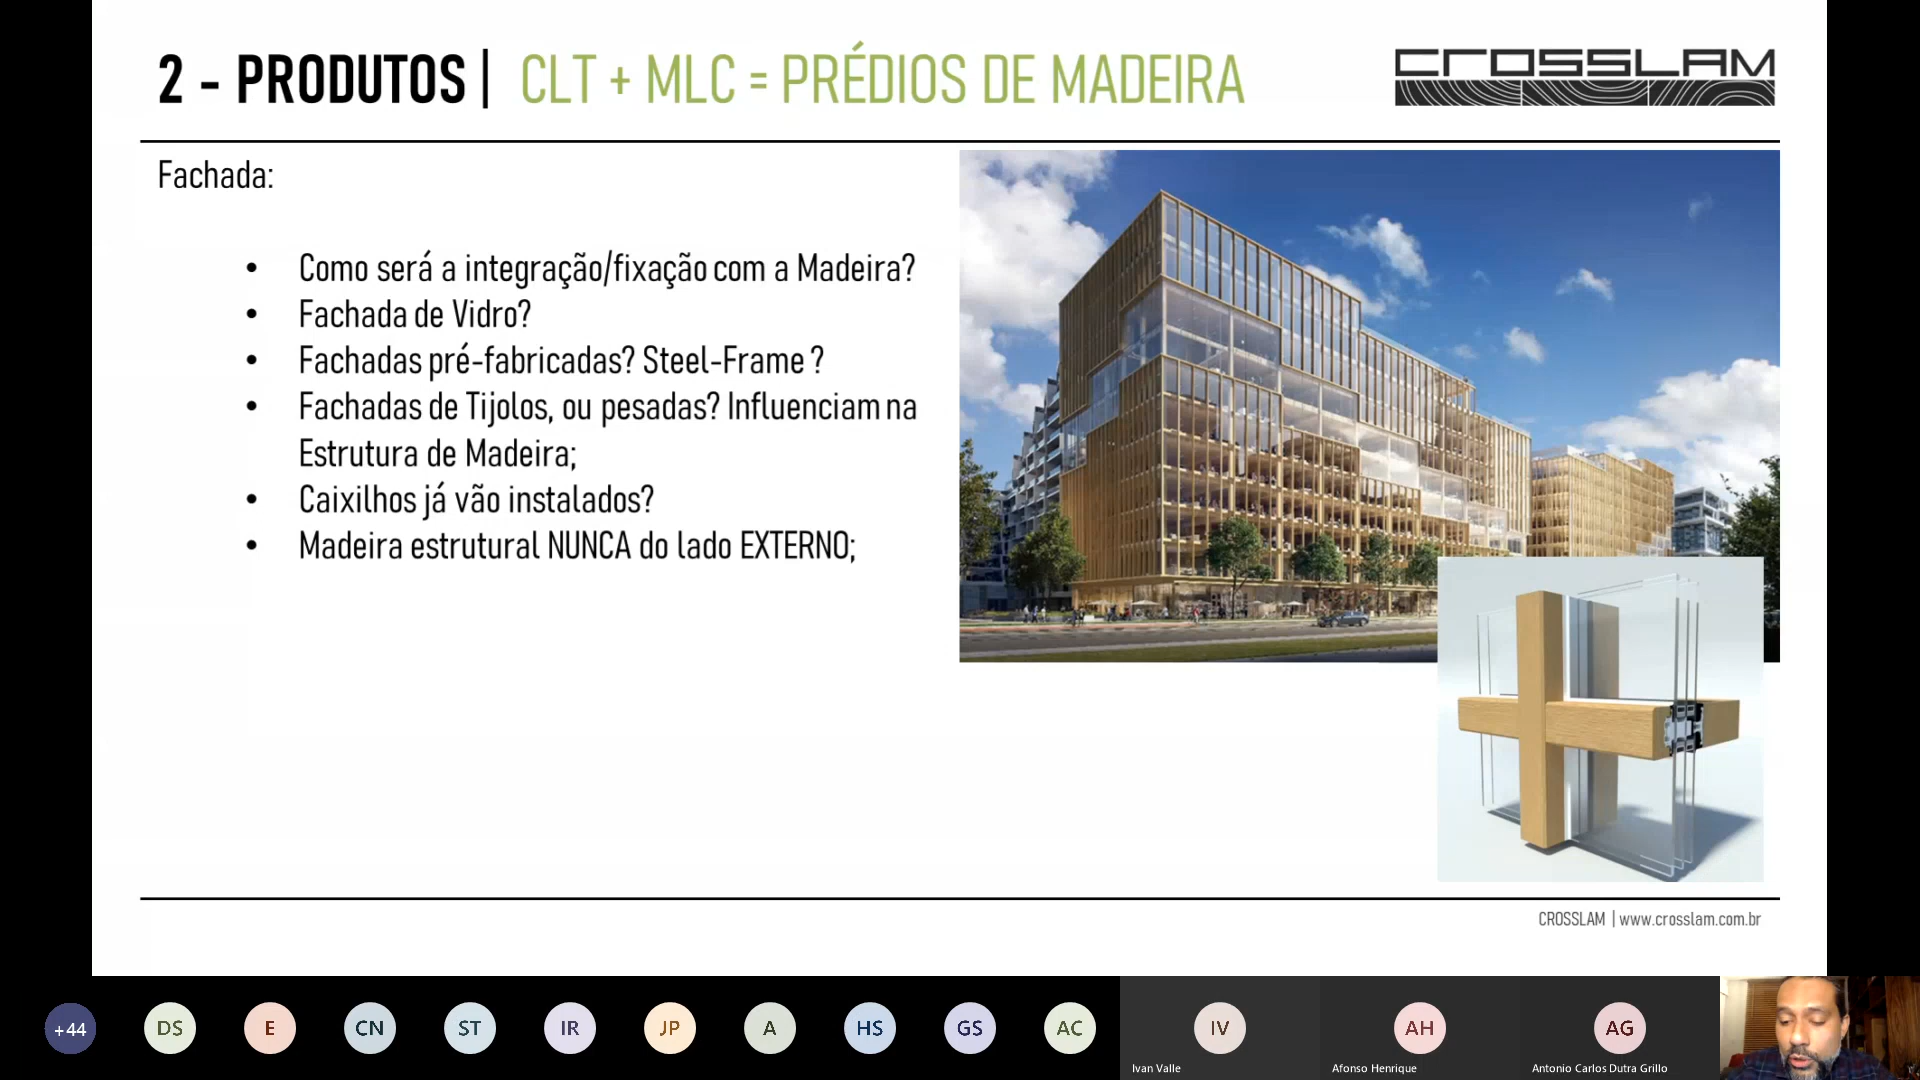 2 - PRODUTOS | CLT + MLC = PRÉDIOS DE MADEIRA
CROSSLAM
Fachada:
• Como será a integração/fixação com a Madeira?
• Fachada de Vidro?
• Fachadas pré-fabricadas? Steel-Frame ?
• Fachadas de Tijolos, ou pesadas? Influenciam na
Estrutura de Madeira;
• Caixilhos já vão instalados?
• Madeira estrutural NUNCA do lado EXTERNO;
CROSSLAM | www.crosslam.com.br
+44
DS
E
CN
ST
IR
JP
A
HS
GS
AC
IV
AH
AG
Ivan Valle
Afonso Henrique
Antonio Carlos Dutra Grillo